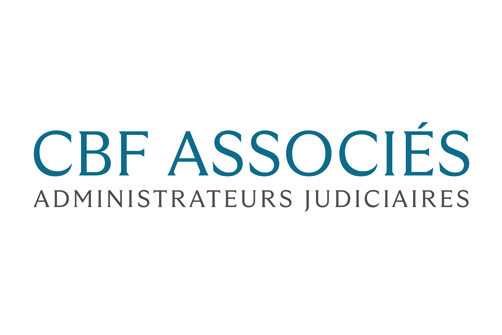 CBF ASSOCIÉS
ADMINISTRATEURS JUDICIAIRES